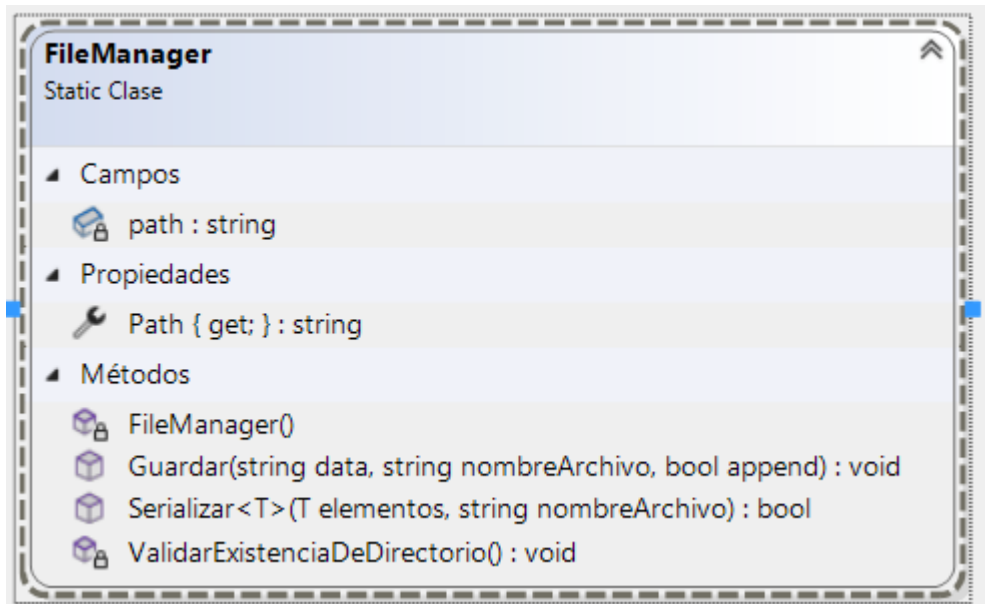 FileManager
Static Clase
Campos
path : string
Propiedades
Path { get; } : string
Métodos
FileManager()
Guardar(string data, string nombreArchivo, bool append) : void
Serializar<T>(T elementos, string nombreArchivo) : bool
ValidarExistenciaDeDirectorio() : void